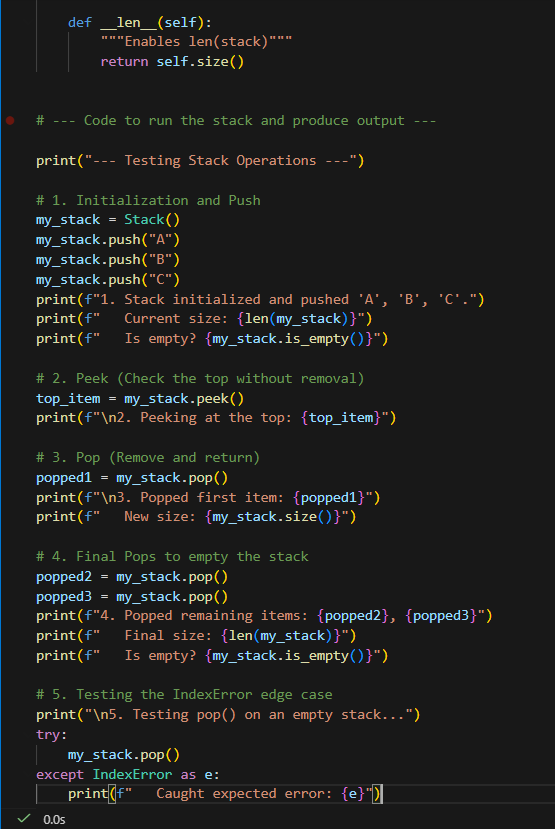 def __len__(self):
        """Enables len(stack)"""
        return self.size()
# --- Code to run the stack and produce output ---
print("--- Testing Stack Operations ---")
# 1. Initialization and Push
my_stack = Stack()
my_stack.push("A")
my_stack.push("B")
my_stack.push("C")
print(f"1. Stack initialized and pushed 'A', 'B', 'C'.")
print(f"   Current size: {len(my_stack)}")
print(f"   Is empty? {my_stack.is_empty()}")
# 2. Peek (Check the top without removal)
top_item = my_stack.peek()
print(f"\n2. Peeking at the top: {top_item}")
# 3. Pop (Remove and return)
popped1 = my_stack.pop()
print(f"\n3. Popped first item: {popped1}")
print(f"   New size: {my_stack.size()}")
# 4. Final Pops to empty the stack
popped2 = my_stack.pop()
popped3 = my_stack.pop()
print(f"4. Popped remaining items: {popped2}, {popped3}")
print(f"   Final size: {len(my_stack)}")
print(f"   Is empty? {my_stack.is_empty()}")
# 5. Testing the IndexError edge case
print("\n5. Testing pop() on an empty stack...")
try:
    my_stack.pop()
except IndexError as e:
    print(f"   Caught expected error: {e}")
0.0s